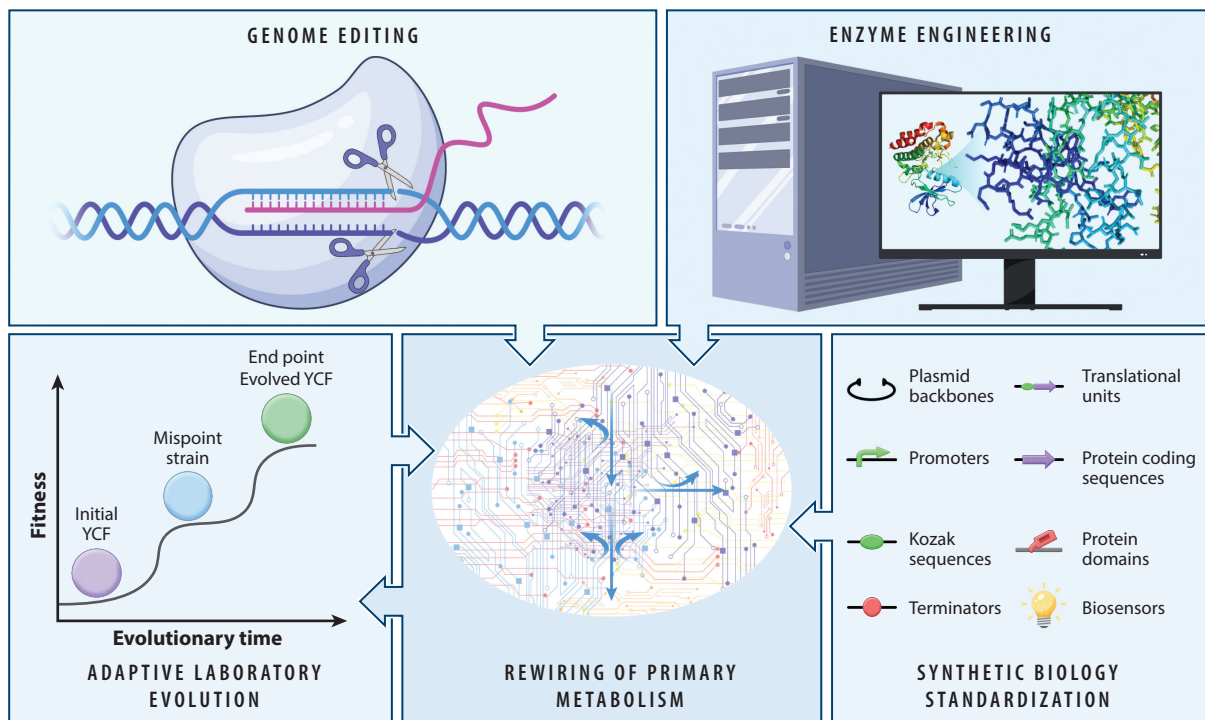 GENOME EDITING
ENZYME ENGINEERING
End point
Evolved YCF
Mispoint
strain
Initial
YCF
Fitness
Evolutionary time
ADAPTIVE LABORATORY
EVOLUTION
REWIRING OF PRIMARY
METABOLISM
Plasmid
backbones
Translational
units
Promoters
Protein coding
sequences
Kozak
sequences
Protein
domains
Terminators
Biosensors
SYNTHETIC BIOLOGY
STANDARDIZATION